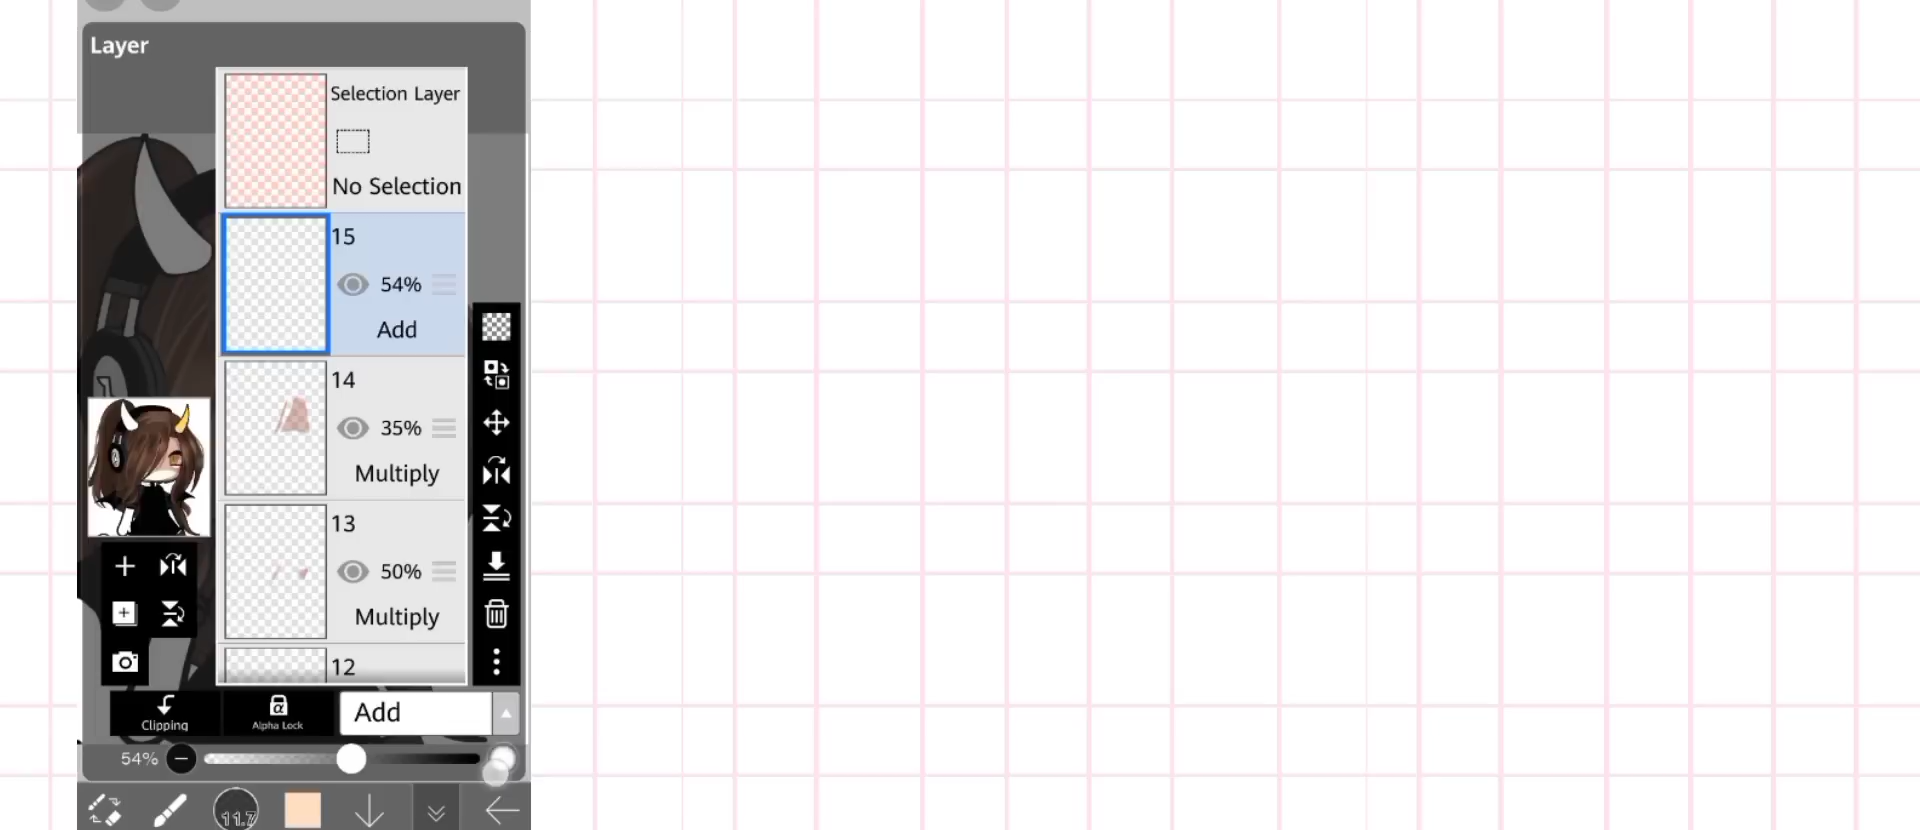 Layer
Selection Layer
No Selection
15
54%
Add
14
35%
Multiply
13
50%
Multiply
12
Clipping
α
Alpha Lock
Add
54%
11.7